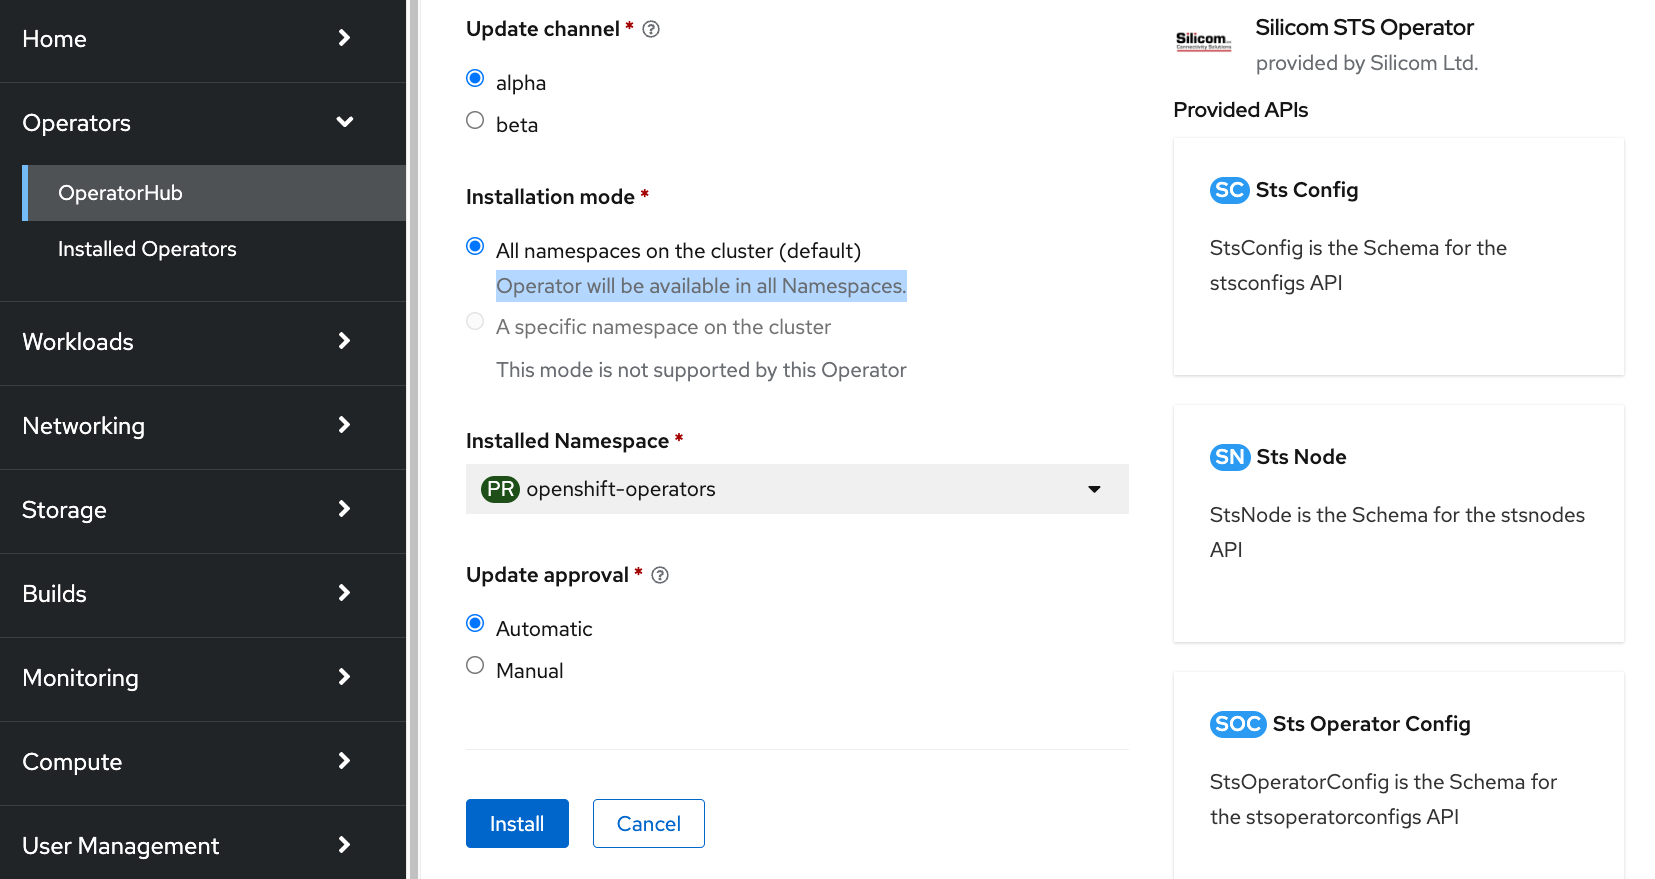 Home
Operators
OperatorHub
Installed Operators
Workloads
Networking
Storage
Builds
Monitoring
Compute
User Management
Update channel *
alpha
beta
Installation mode *
All namespaces on the cluster (default)
Operator will be available in all Namespaces.
A specific namespace on the cluster
This mode is not supported by this Operator
Installed Namespace *
PR openshift-operators
Update approval *
Automatic
Manual
Install Cancel
Silicom
Connectivity Solutions
Silicom STS Operator
provided by Silicom Ltd.
Provided APIs
SC Sts Config
StsConfig is the Schema for the
stsconfigs API
SN Sts Node
StsNode is the Schema for the stsnodes
API
SOC Sts Operator Config
StsOperatorConfig is the Schema for
the stsoperatorconfigs API